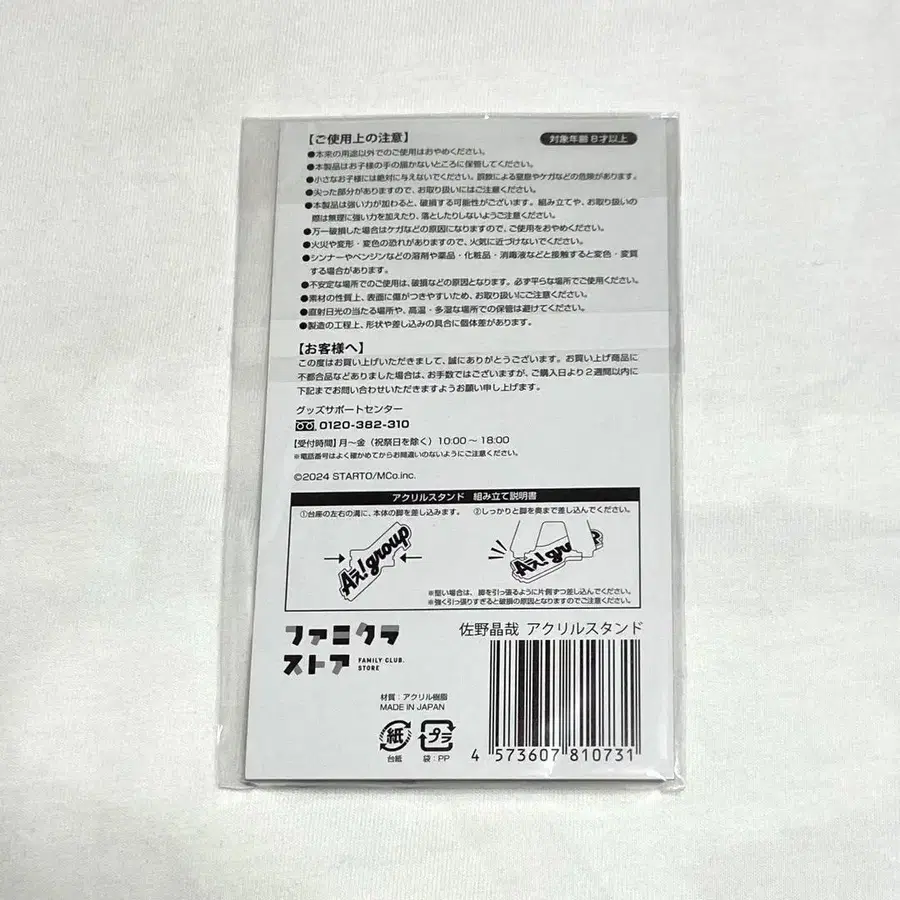 【ご使用上の注意】
対象年齢 8才以上
●本来の用途以外でのご使用はおやめください。
●本製品はお子様の手の届かないところに保管してください。
●小さなお子様には絶対に与えないでください。誤飲による窒息やケガなどの危険があります。
●尖った部分がありますので、お取り扱いにはご注意ください。
●本製品は強い力が加わると、破損する可能性がございます。組み立てや、お取り扱いの
際は無理に強い力を加えたり、落としたりしないようご注意ください。
●万一破損した場合はケガなどの原因になりますので、ご使用をおやめください。
●火災や変形・変色の恐れがありますので、火気に近づけないでください。
●シンナーやベンジンなどの溶剤や薬品・化粧品・消毒液などと接触すると変色・変質
する場合があります。
●不安定な場所でのご使用は、破損などの原因となります。必ず平らな場所でご使用ください。
●素材の性質上、表面に傷がつきやすいため、お取り扱いにご注意ください。
●直射日光の当たる場所や、高温・多湿な場所での保管は避けてください。
●製造の工程上、形状や差し込みの具合に個体差があります。
【お客様へ】
この度はお買い上げいただきまして、誠にありがとうございます。お買い上げ商品に
不都合品などありました場合は、お手数ではございますが、ご購入日より2週間以内に
下記までお問い合わせいただきますようお願い申し上げます。
グッズサポートセンター
0120-382-310
【受付時間】月〜金（祝祭日を除く）10:00〜18:00
※電話番号はよく確かめてからお間違いのないようにご注意ください。
©2024 STARTO/MCo.inc.
アクリルスタンド 組み立て説明書
①台座の左右の溝に、本体の脚を差し込みます。
②しっかりと脚を奥まで差し込んでください。
Aぇ! group
Aぇ! gro
※堅い場合は、脚を引っ張るように片側ずつ差し込んでください。
※強く引っ張りすぎると破損の原因となりますのでご注意ください。
ファミクラ
ストア
FAMILY CLUB.
STORE
佐野晶哉 アクリルスタンド
材質：アクリル樹脂
MADE IN JAPAN
紙
台紙
プラ
袋：PP
4 573607 810731